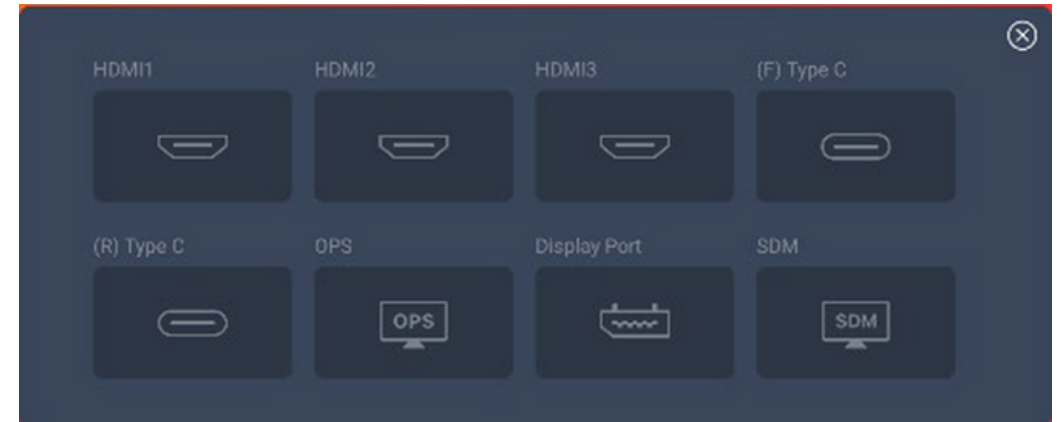 HDMI1 HDMI2 HDMI3 (F) Type C
(R) Type C OPS Display Port SDM
OPS SDM